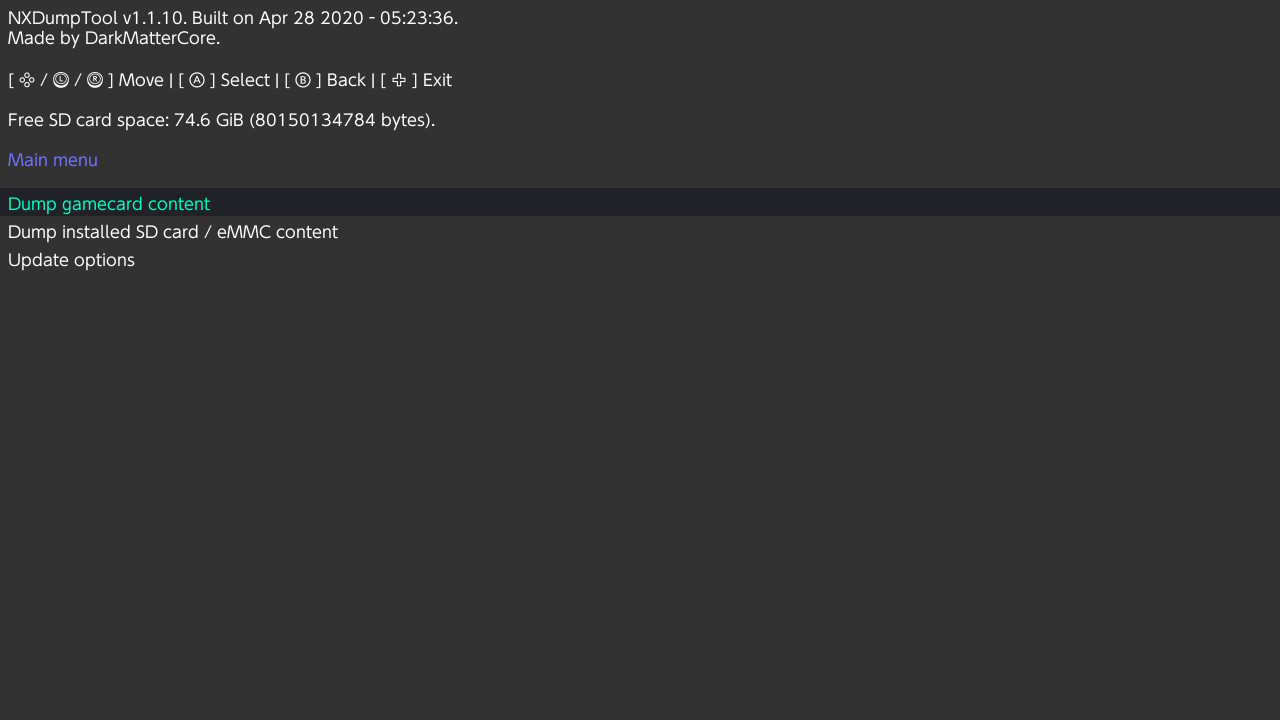 NXDumpTool v1.1.10. Built on Apr 28 2020 - 05:23:36.
Made by DarkMatterCore.
[ / Ⓛ / Ⓡ ] Move | [ Ⓐ ] Select | [ Ⓑ ] Back | [ ] Exit
Free SD card space: 74.6 GiB (80150134784 bytes).
Main menu
Dump gamecard content
Dump installed SD card / eMMC content
Update options